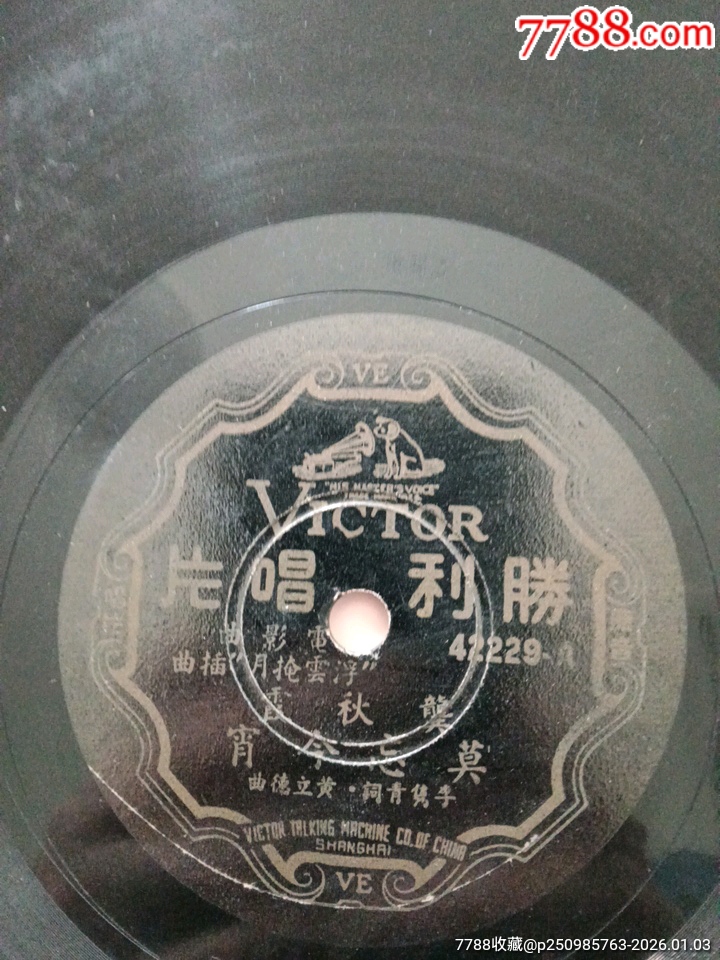 7788.com
VE
"HIS MASTER'S VOICE"
VICTOR
勝利唱片
42229-A
電影曲
"浮雲掩月"插曲
龔秋霞
莫忘今宵
李雋青詞·黃立德曲
VICTOR TALKING MACHINE CO. OF CHINA
SHANGHAI
VE
7788收藏@p250985763-2026.01.03